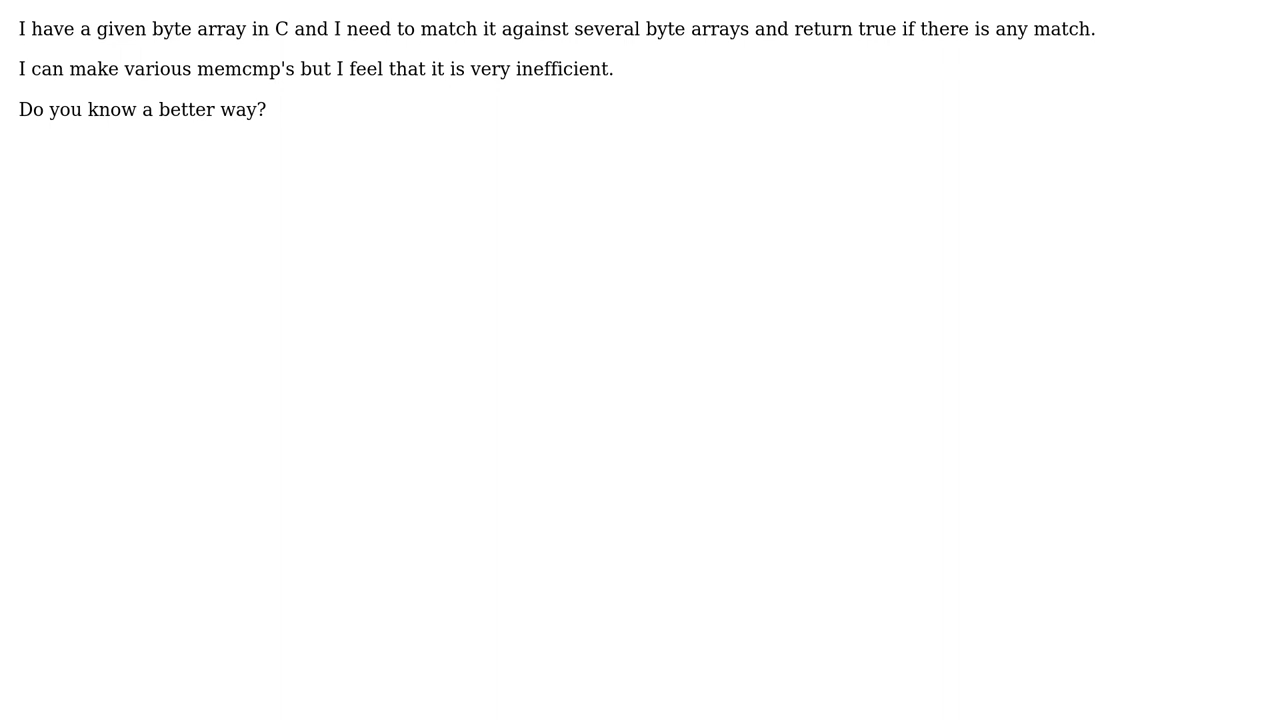 I have a given byte array in C and I need to match it against several byte arrays and return true if there is any match.
I can make various memcmp's but I feel that it is very inefficient.
Do you know a better way?